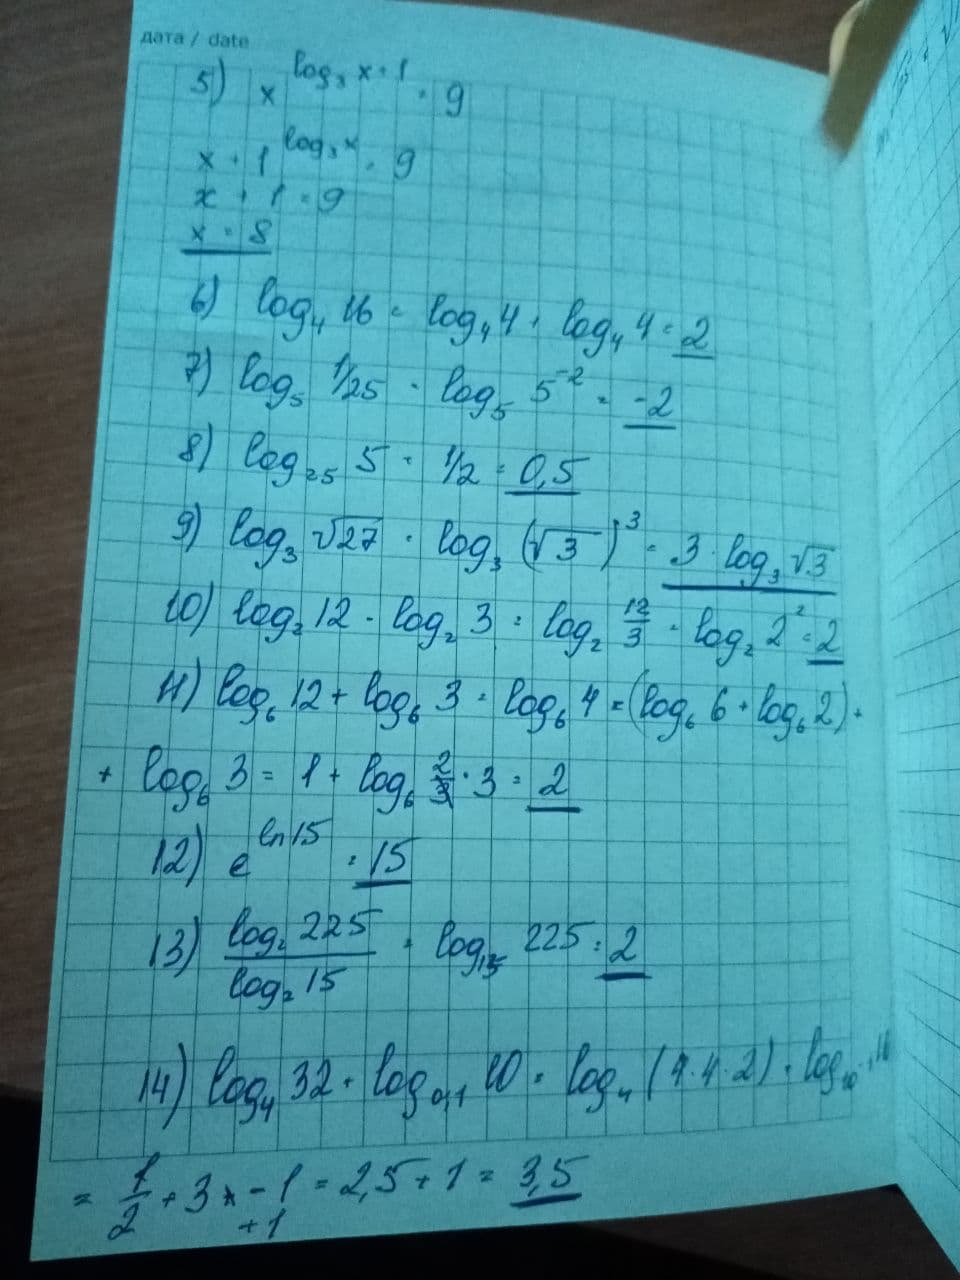 дата / date
5) x^(log₃ x + 1) = 9
x + 1^(log₃ x) = 9
x + 1 = 9
x = 8
6) log₄ 16 = log₄ 4 + log₄ 4 = 2
7) log₅ 1/25 = log₅ 5⁻² = -2
8) log₂₅ 5 = 1/2 = 0,5
9) log₃ √27 = log₃ (√3)³ = 3 · log₃ √3
10) log₂ 12 - log₂ 3 = log₂ 12/3 = log₂ 2² = 2
11) log₆ 12 + log₆ 3 = log₆ 4 = (log₆ 6 + log₆ 2) +
+ log₆ 3 = 1 + log₆ 2 · 3 = 2
12) e^(ln 15) = 15
13) log₂ 225 / log₂ 15 = log₁₅ 225 = 2
14) log₄ 32 + log₀,₁ 10 = log₄ (4 · 4 · 2) + log₁₀
= 1/2 + 3 - 1 = 2,5 + 1 = 3,5
+1